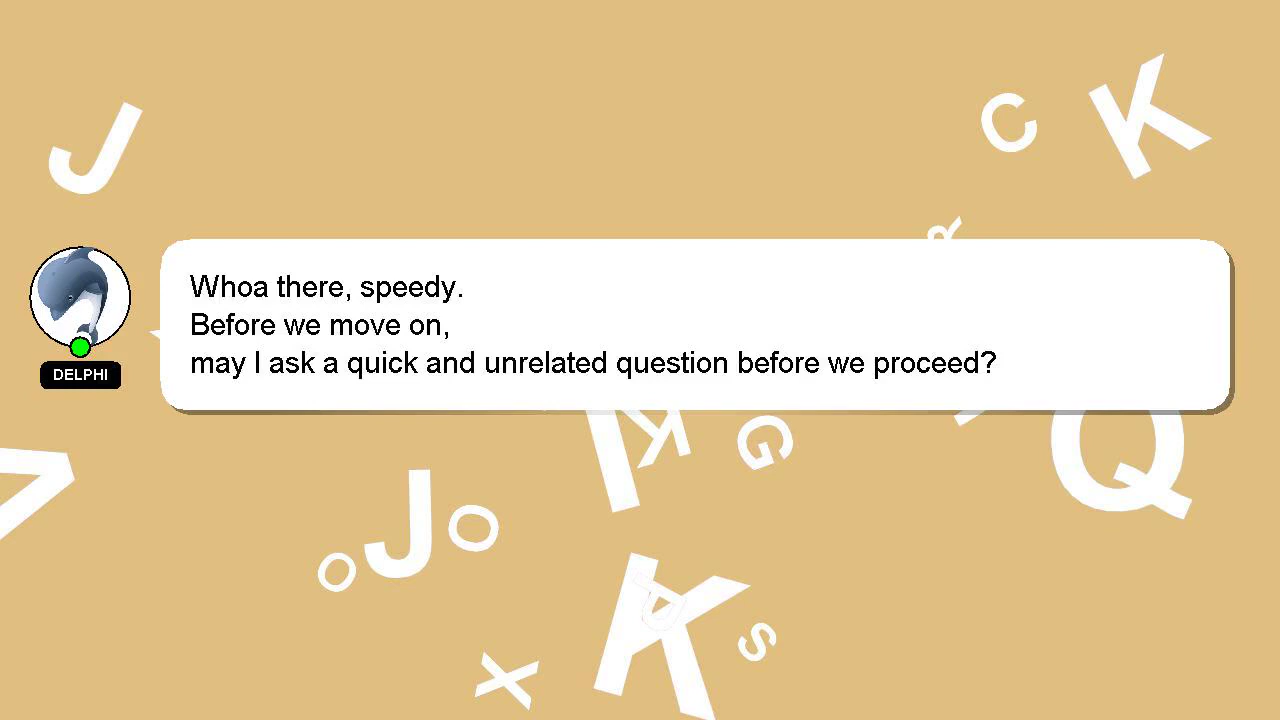 J
C
K
R
Whoa there, speedy.
Before we move on,
may I ask a quick and unrelated question before we proceed?
DELPHI
K
G
Q
J
O
O
K
P
S
X